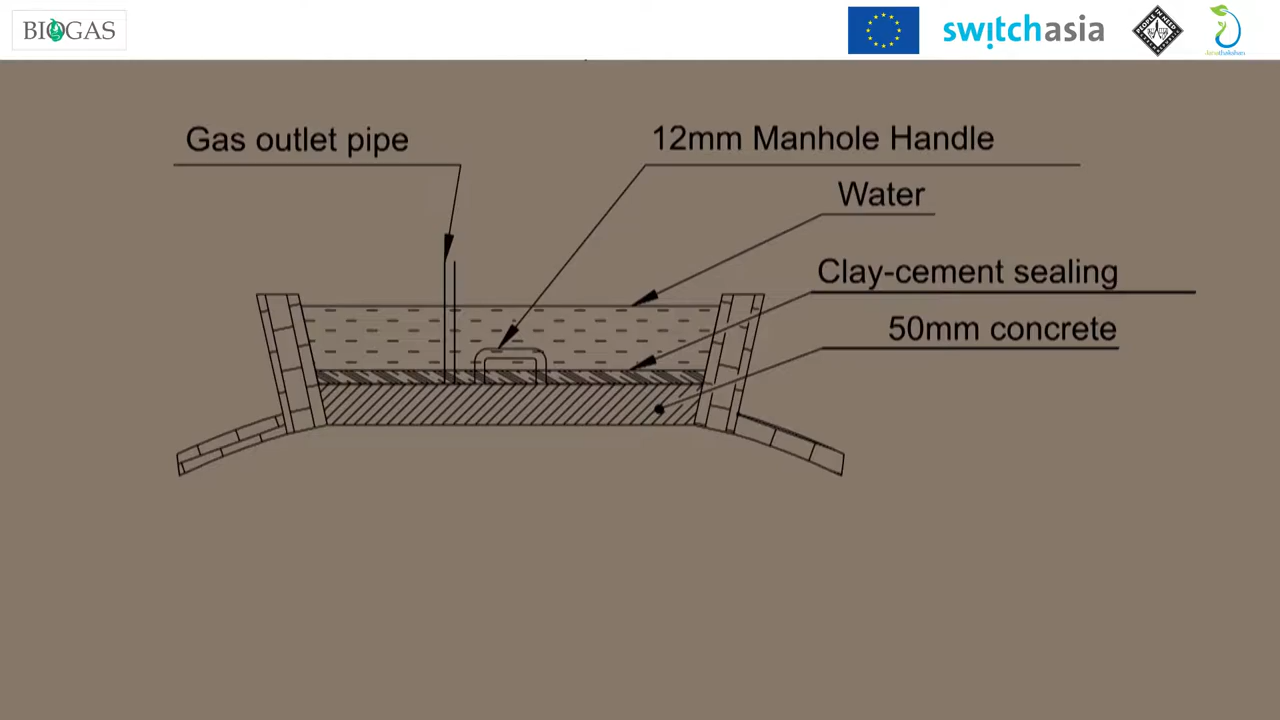 BIOGAS
switchasia
Gas outlet pipe
12mm Manhole Handle
Water
Clay-cement sealing
50mm concrete